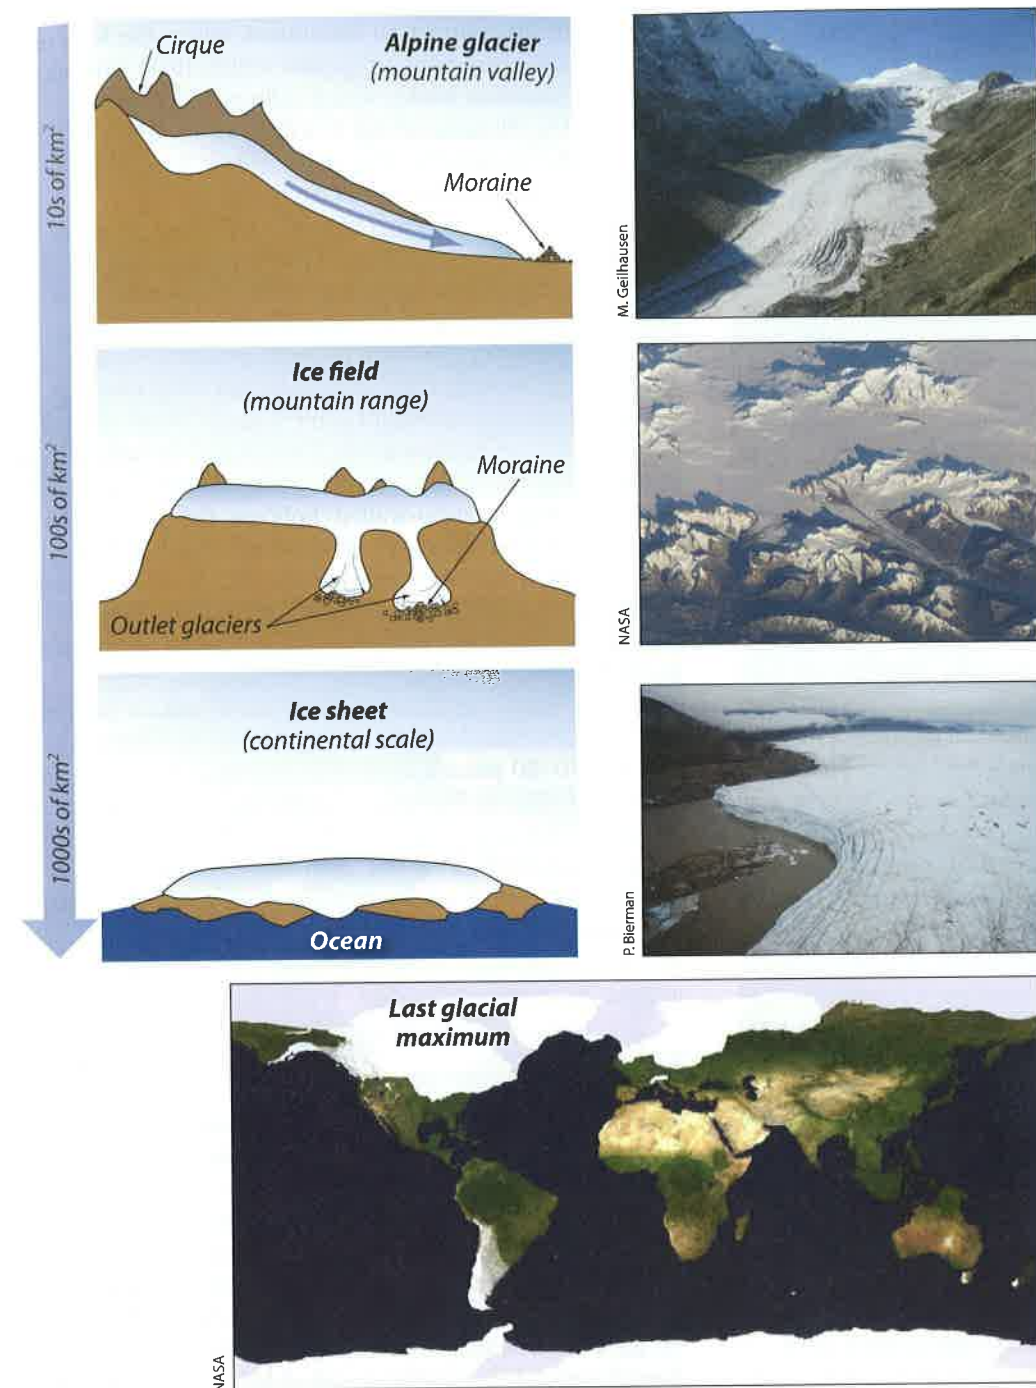 Cirque
Alpine glacier
(mountain valley)
Moraine
10s of km²
M. Geilhausen
Ice field
(mountain range)
Moraine
Outlet glaciers
100s of km²
NASA
Ice sheet
(continental scale)
1000s of km²
Ocean
P. Bierman
Last glacial
maximum
NASA